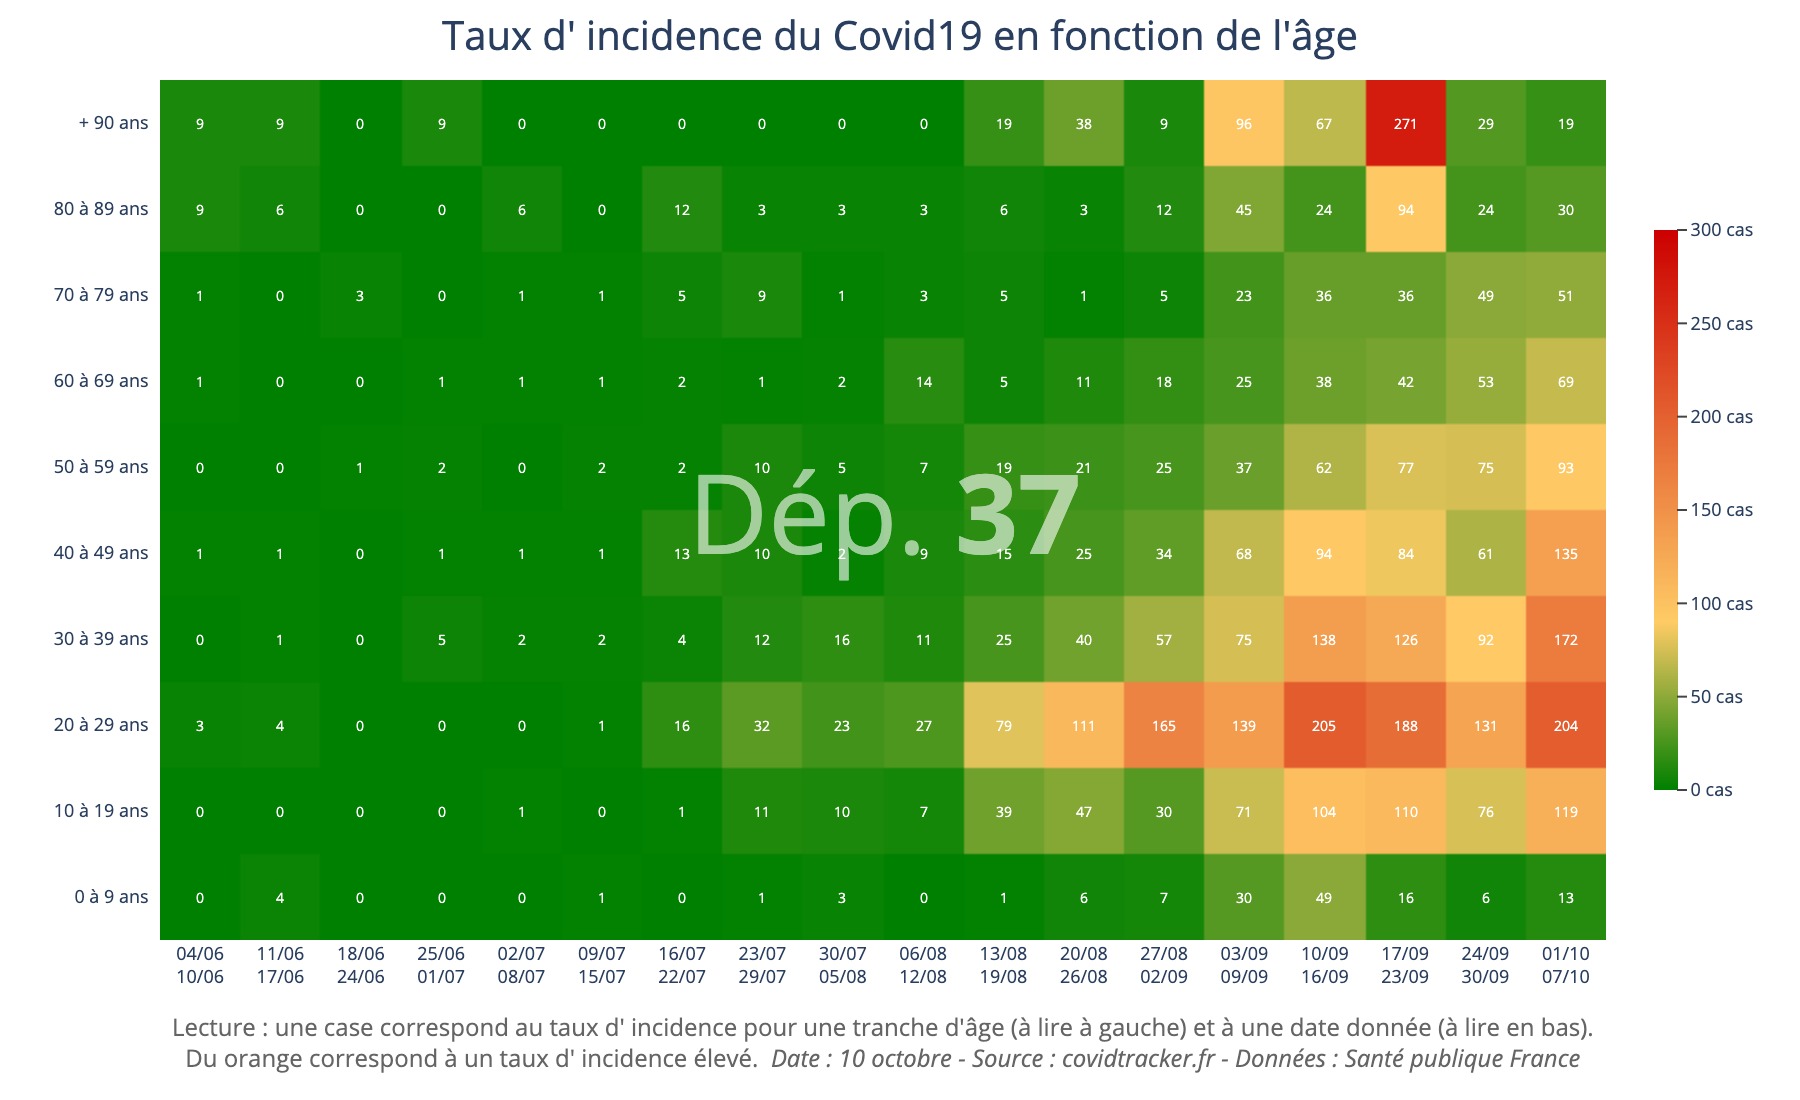 Taux d' incidence du Covid19 en fonction de l'âge
+ 90 ans 9 9 0 9 0 0 0 0 0 0 19 38 9 96 67 271 29 19
80 à 89 ans 9 6 0 0 6 0 12 3 3 3 6 3 12 45 24 94 24 30
70 à 79 ans 1 0 3 0 1 1 5 9 1 3 5 1 5 23 36 36 49 51
60 à 69 ans 1 0 0 1 1 1 2 1 2 14 5 11 18 25 38 42 53 69
50 à 59 ans 0 0 1 2 0 2 2 10 5 7 19 21 25 37 62 77 75 93
Dép. 37
40 à 49 ans 1 1 0 1 1 1 13 10 2 9 15 25 34 68 94 84 61 135
30 à 39 ans 0 1 0 5 2 2 4 12 16 11 25 40 57 75 138 126 92 172
20 à 29 ans 3 4 0 0 0 1 16 32 23 27 79 111 165 139 205 188 131 204
10 à 19 ans 0 0 0 0 1 0 1 11 10 7 39 47 30 71 104 110 76 119
0 à 9 ans 0 4 0 0 0 1 0 1 3 0 1 6 7 30 49 16 6 13
04/06 11/06 18/06 25/06 02/07 09/07 16/07 23/07 30/07 06/08 13/08 20/08 27/08 03/09 10/09 17/09 24/09 01/10
10/06 17/06 24/06 01/07 08/07 15/07 22/07 29/07 05/08 12/08 19/08 26/08 02/09 09/09 16/09 23/09 30/09 07/10
300 cas
250 cas
200 cas
150 cas
100 cas
50 cas
0 cas
Lecture : une case correspond au taux d' incidence pour une tranche d'âge (à lire à gauche) et à une date donnée (à lire en bas).
Du orange correspond à un taux d' incidence élevé. Date : 10 octobre - Source : covidtracker.fr - Données : Santé publique France